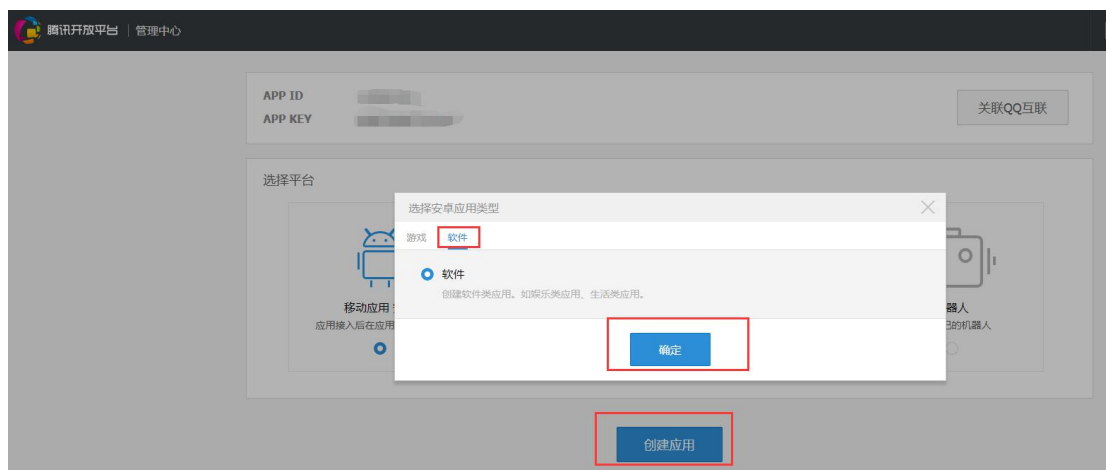 腾讯开放平台 | 管理中心
APP ID
APP KEY
关联QQ互联
选择平台
选择安卓应用类型
游戏 软件
软件
创建软件类应用。如娱乐类应用、生活类应用。
移动应用
器人
应用接入后在应用
的机器人
确定
创建应用